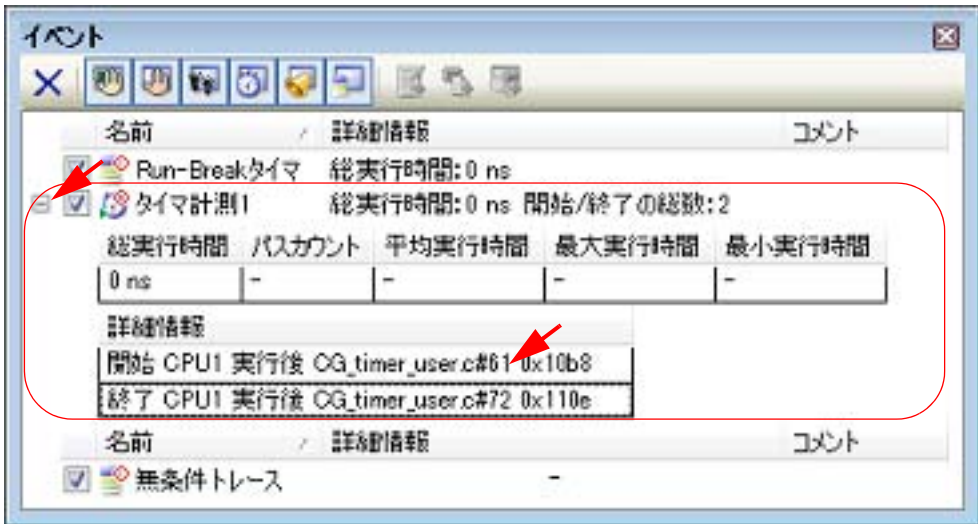 イベント
名前 / 詳細情報 コメント
Run-Breakタイマ 総実行時間:0 ns
タイマ計測1 総実行時間:0 ns 開始/終了の総数:2
総実行時間 パスカウント 平均実行時間 最大実行時間 最小実行時間
0 ns - - - -
詳細情報
開始 CPU1 実行後 CG_timer_user.c#61 0x10b8
終了 CPU1 実行後 CG_timer_user.c#72 0x110e
名前 / 詳細情報 コメント
無条件トレース -